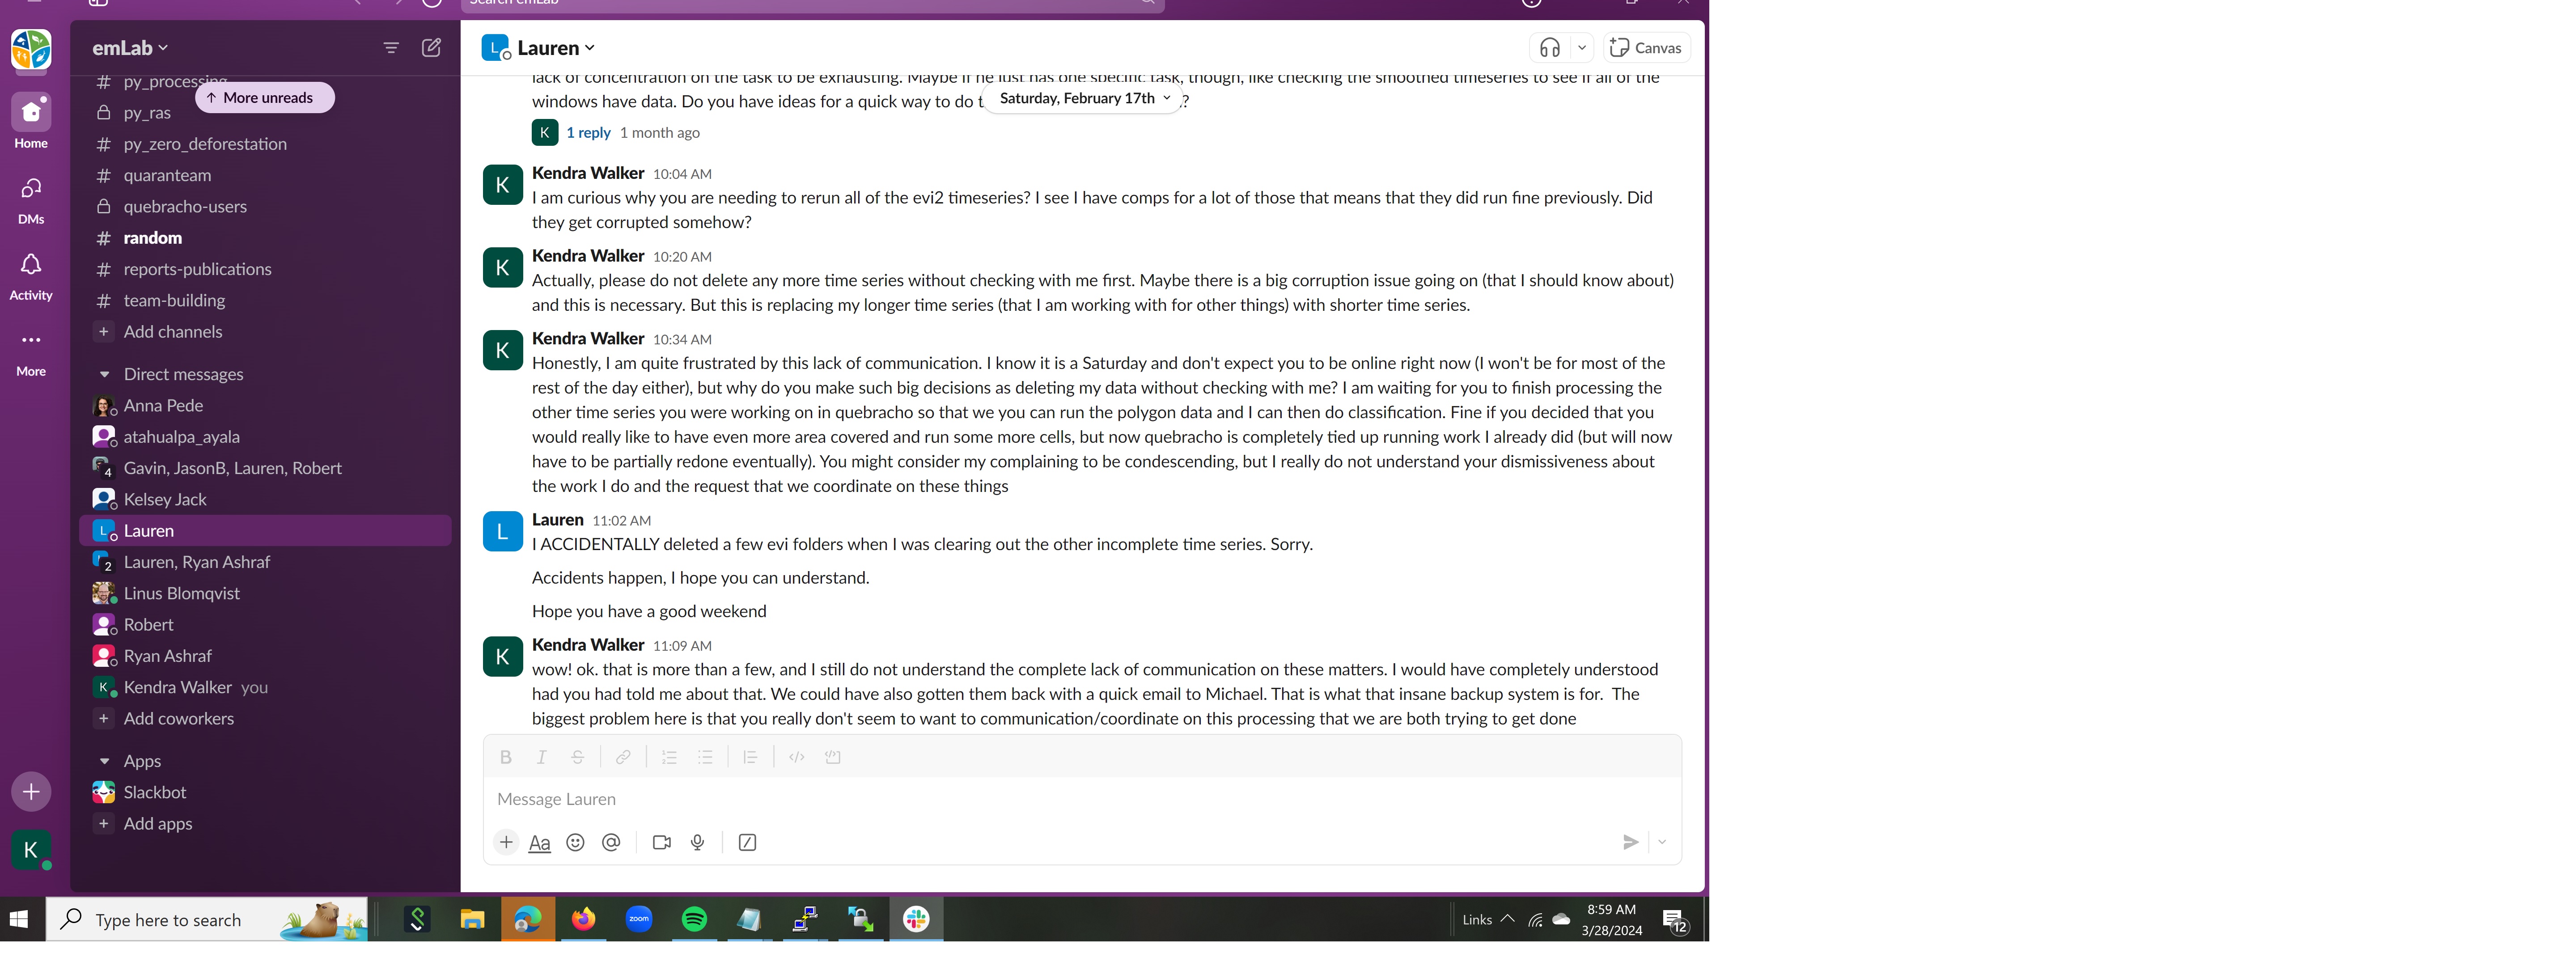 Search emLab
emLab
py_processing
More unreads
py_ras
py_zero_deforestation
quaranteam
quebracho-users
random
reports-publications
team-building
Add channels
Direct messages
Anna Pede
atahualpa_ayala
4
Gavin, JasonB, Lauren, Robert
Kelsey Jack
L
Lauren
2
Lauren, Ryan Ashraf
Linus Blomqvist
Robert
Ryan Ashraf
K
Kendra Walker you
Add coworkers
Apps
Slackbot
Add apps
Home
DMs
Activity
More
K
L
Lauren
Canvas
lack of concentration on the task to be exhausting. Maybe if he just has one specific task, though, like checking the smoothed timeseries to see if all of the
windows have data. Do you have ideas for a quick way to do
Saturday, February 17th
?
K
1 reply 1 month ago
K
Kendra Walker 10:04 AM
I am curious why you are needing to rerun all of the evi2 timeseries? I see I have comps for a lot of those that means that they did run fine previously. Did
they get corrupted somehow?
K
Kendra Walker 10:20 AM
Actually, please do not delete any more time series without checking with me first. Maybe there is a big corruption issue going on (that I should know about)
and this is necessary. But this is replacing my longer time series (that I am working with for other things) with shorter time series.
K
Kendra Walker 10:34 AM
Honestly, I am quite frustrated by this lack of communication. I know it is a Saturday and don't expect you to be online right now (I won't be for most of the
rest of the day either), but why do you make such big decisions as deleting my data without checking with me? I am waiting for you to finish processing the
other time series you were working on in quebracho so that we you can run the polygon data and I can then do classification. Fine if you decided that you
would really like to have even more area covered and run some more cells, but now quebracho is completely tied up running work I already did (but will now
have to be partially redone eventually). You might consider my complaining to be condescending, but I really do not understand your dismissiveness about
the work I do and the request that we coordinate on these things
L
Lauren 11:02 AM
I ACCIDENTALLY deleted a few evi folders when I was clearing out the other incomplete time series. Sorry.
Accidents happen, I hope you can understand.
Hope you have a good weekend
K
Kendra Walker 11:09 AM
wow! ok. that is more than a few, and I still do not understand the complete lack of communication on these matters. I would have completely understood
had you had told me about that. We could have also gotten them back with a quick email to Michael. That is what that insane backup system is for. The
biggest problem here is that you really don't seem to want to communication/coordinate on this processing that we are both trying to get done
B I S
Message Lauren
Aa
Type here to search
zoom
Links
8:59 AM
3/28/2024
12